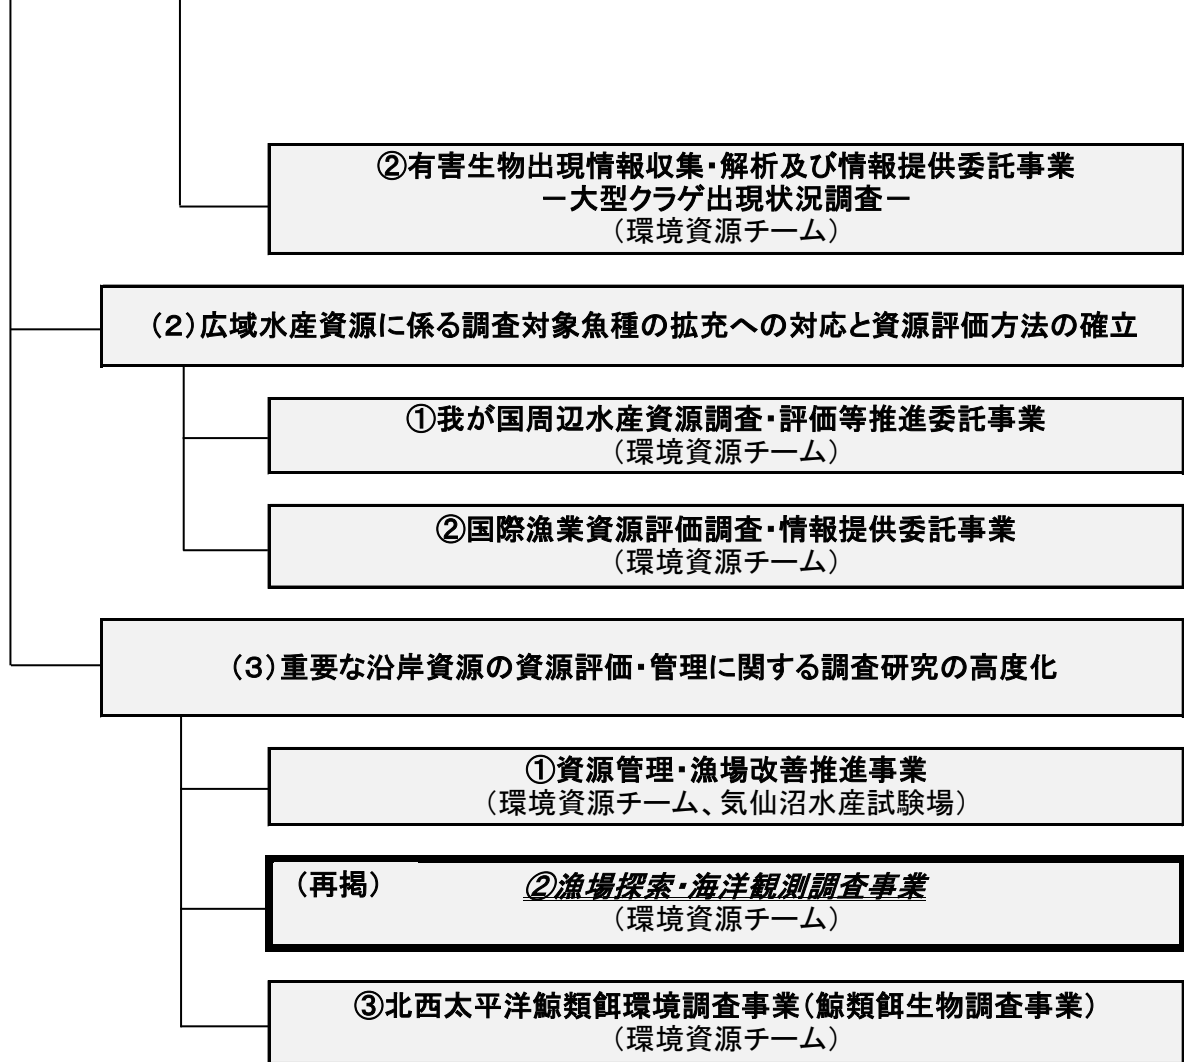 ②有害生物出現情報収集・解析及び情報提供委託事業
－大型クラゲ出現状況調査－
（環境資源チーム）
（２）広域水産資源に係る調査対象魚種の拡充への対応と資源評価方法の確立
①我が国周辺水産資源調査・評価等推進委託事業
（環境資源チーム）
②国際漁業資源評価調査・情報提供委託事業
（環境資源チーム）
（３）重要な沿岸資源の資源評価・管理に関する調査研究の高度化
①資源管理・漁場改善推進事業
（環境資源チーム、気仙沼水産試験場）
（再掲） ②漁場探索・海洋観測調査事業
（環境資源チーム）
③北西太平洋鯨類餌環境調査事業（鯨類餌生物調査事業）
（環境資源チーム）